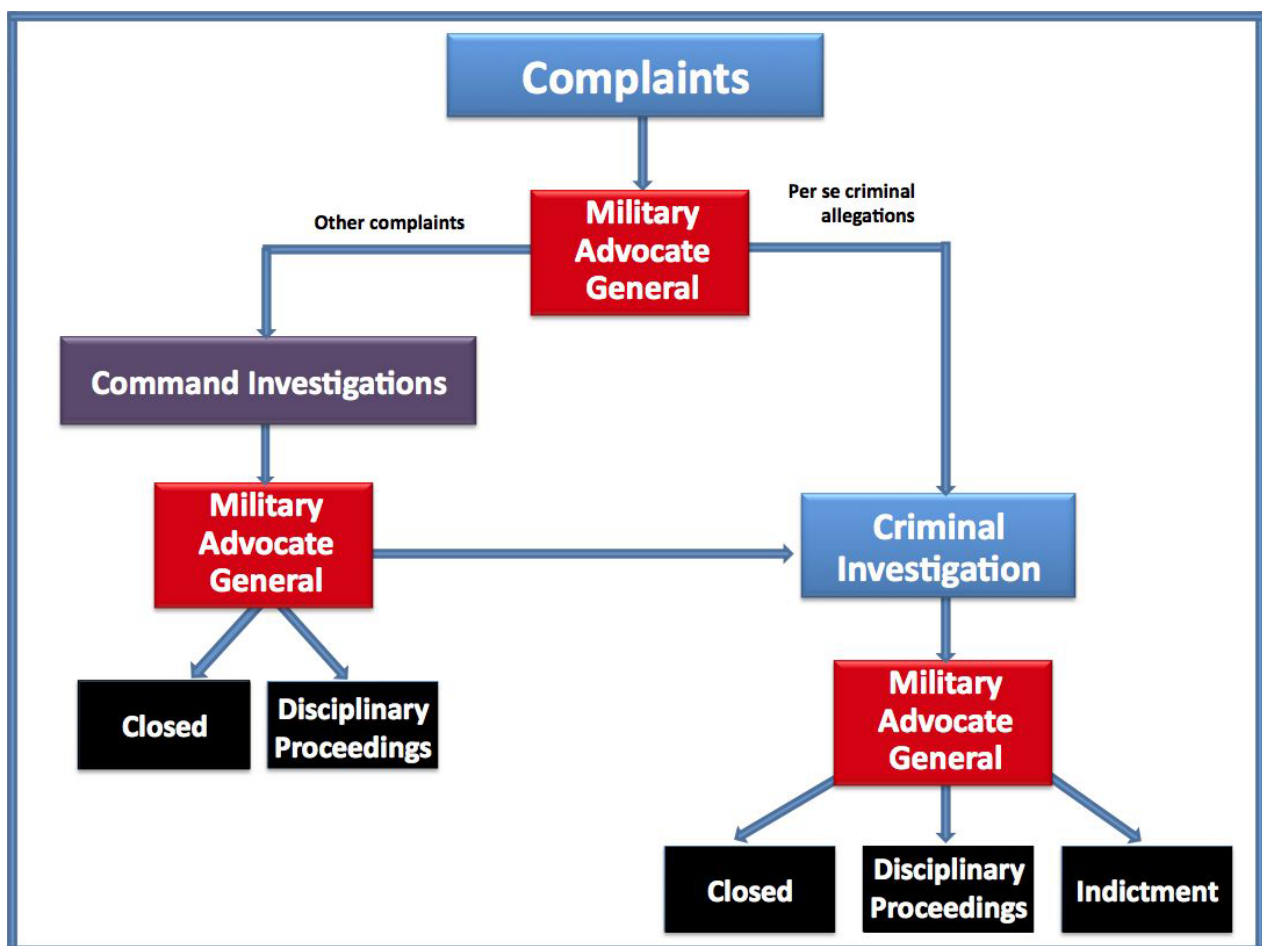 Complaints
Per se criminal
allegations
Other complaints
Military
Advocate
General
Command Investigations
Military
Advocate
General
Criminal
Investigation
Closed
Disciplinary
Proceedings
Military
Advocate
General
Closed
Disciplinary
Proceedings
Indictment